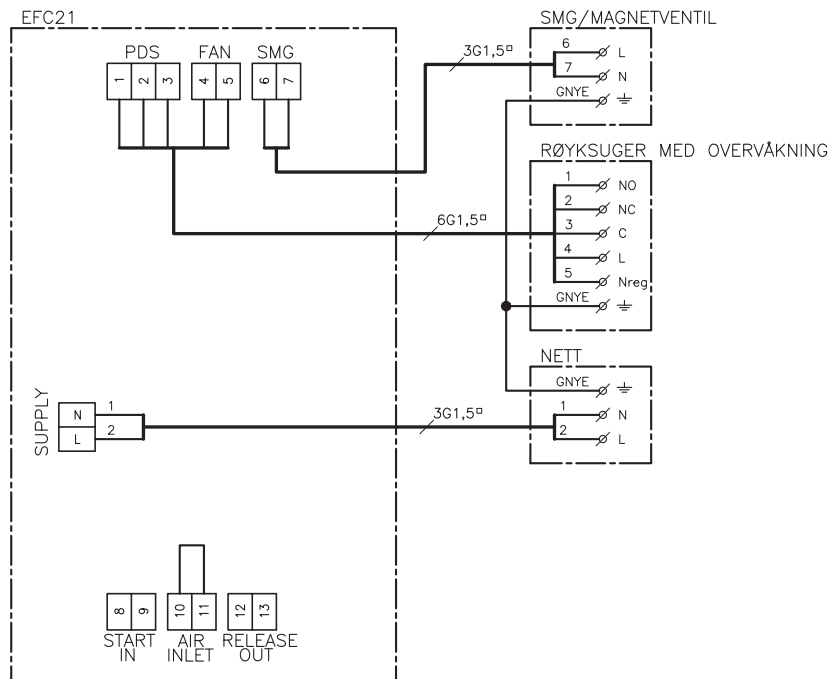 EFC21
SMG/MAGNETVENTIL
PDS FAN SMG
1 2 3 4 5 6 7
3G1,5□
6 L
7 N
GNYE
RØYKSUGER MED OVERVÅKNING
1 NO
2 NC
6G1,5□
3 C
4 L
5 Nreg
GNYE
NETT
GNYE
SUPPLY
N 1
L 2
3G1,5□
1 N
2 L
8 9 10 11 12 13
START IN
AIR INLET
RELEASE OUT